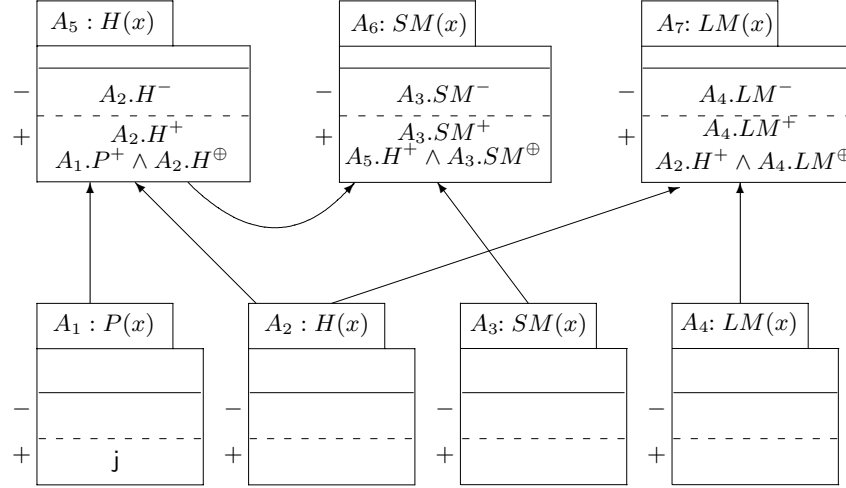 A₅ : H(x)
A₆: SM(x)
A₇: LM(x)
− A₂.H⁻
− A₃.SM⁻
− A₄.LM⁻
+ A₂.H⁺
+ A₃.SM⁺
+ A₄.LM⁺
A₁.P⁺ ∧ A₂.H^⊕
A₅.H⁺ ∧ A₃.SM^⊕
A₂.H⁺ ∧ A₄.LM^⊕
A₁ : P(x)
A₂ : H(x)
A₃: SM(x)
A₄: LM(x)
−
−
−
−
+ j
+
+
+